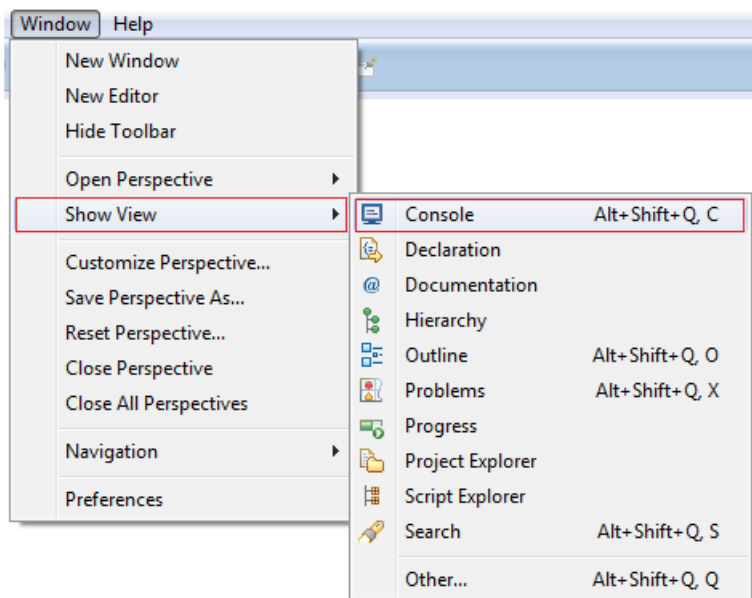 Window Help
New Window
New Editor
Hide Toolbar
Open Perspective
Show View
Customize Perspective...
Save Perspective As...
Reset Perspective...
Close Perspective
Close All Perspectives
Navigation
Preferences
Console Alt+Shift+Q, C
Declaration
@ Documentation
Hierarchy
Outline Alt+Shift+Q, O
Problems Alt+Shift+Q, X
Progress
Project Explorer
Script Explorer
Search Alt+Shift+Q, S
Other... Alt+Shift+Q, Q